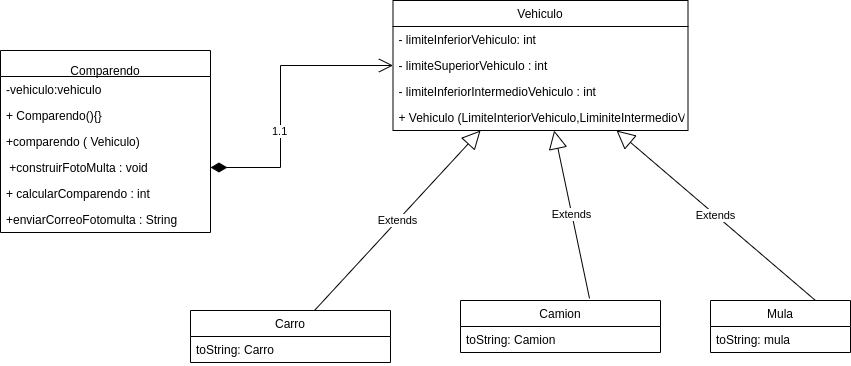 Vehiculo
- limiteInferiorVehiculo: int
- limiteSuperiorVehiculo : int
- limiteInferiorIntermedioVehiculo : int
+ Vehiculo (LimiteInteriorVehiculo,LiminiteIntermedioV
Comparendo
-vehiculo:vehiculo
+ Comparendo(){}
+comparendo ( Vehiculo)
+construirFotoMulta : void
+ calcularComparendo : int
+enviarCorreoFotomulta : String
1.1
Extends
Extends
Extends
Carro
toString: Carro
Camion
toString: Camion
Mula
toString: mula